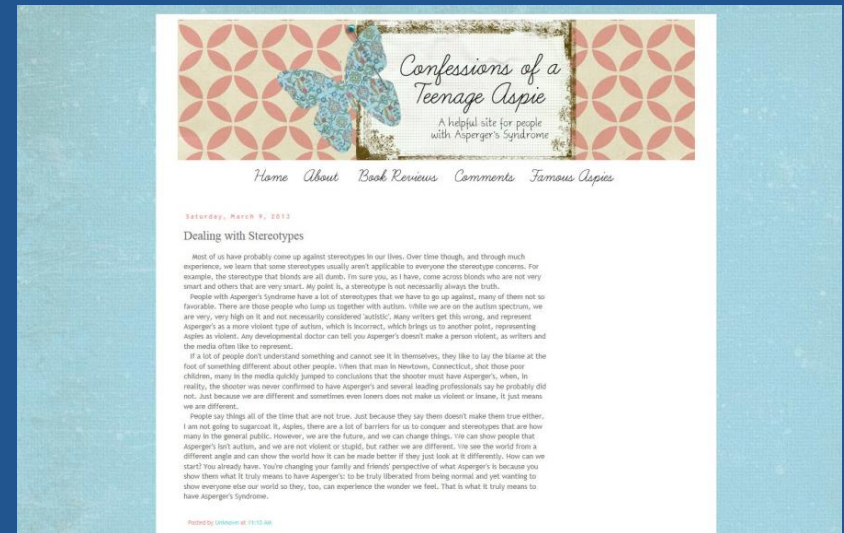 Confessions of a
Teenage Aspie
A helpful site for people
with Asperger's Syndrome
Home About Book Reviews Comments Famous Aspies
Saturday, March 9, 2013
Dealing with Stereotypes
Most of us have probably come up against stereotypes in our lives. Over time though, and through much
experience, we learn that some stereotypes usually aren't applicable to everyone the stereotype concerns. For
example, the stereotype that blonds are all dumb. I'm sure you, as I have, come across blonds who are not very
smart and others that are very smart. My point is, a stereotype is not necessarily always the truth.
People with Asperger's Syndrome have a lot of stereotypes that we have to go up against, many of them not so
favorable. There are those people who lump us together with autism. While we are on the autism spectrum, we
are very, very high on it and not necessarily considered 'autistic'. Many writers get this wrong, and represent
Asperger's as a more violent type of autism, which is incorrect, which brings us to another point, representing
Aspies as violent. Any developmental doctor can tell you Asperger's doesn't make a person violent, as writers and
the media often like to represent.
If a lot of people don't understand something and cannot see it in themselves, they like to lay the blame at the
foot of something different about other people. When that man in Newtown, Connecticut, shot those poor
children, many in the media quickly jumped to conclusions that the shooter must have Asperger's, when, in
reality, the shooter was never confirmed to have Asperger's and several leading professionals say he probably did
not. Just because we are different and sometimes even loners does not make us violent or insane, it just means
we are different.
People say things all of the time that are not true. Just because they say them doesn't make them true either.
I am not going to sugarcoat it, Aspies, there are a lot of barriers for us to conquer and stereotypes that are how
many in the general public. However, we are the future, and we can change things. We can show people that
Asperger's isn't autism, and we are not violent or stupid, but rather we are different. We see the world from a
different angle and can show the world how it can be made better if they just look at it differently. How can we
start? You already have. You're changing your family and friends' perspective of what Asperger's is because you
show them what it truly means to have Asperger's: to be truly liberated from being normal and yet wanting to
show everyone else our world so they, too, can experience the wonder we feel. That is what it truly means to
have Asperger's Syndrome.
Posted by Unknown at